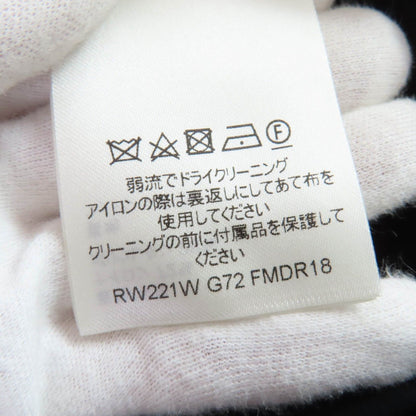 弱流でドライクリーニング
アイロンの際は裏返しにしてあて布を
使用してください
クリーニングの前に付属品を保護して
ください
RW221W G72 FMDR18